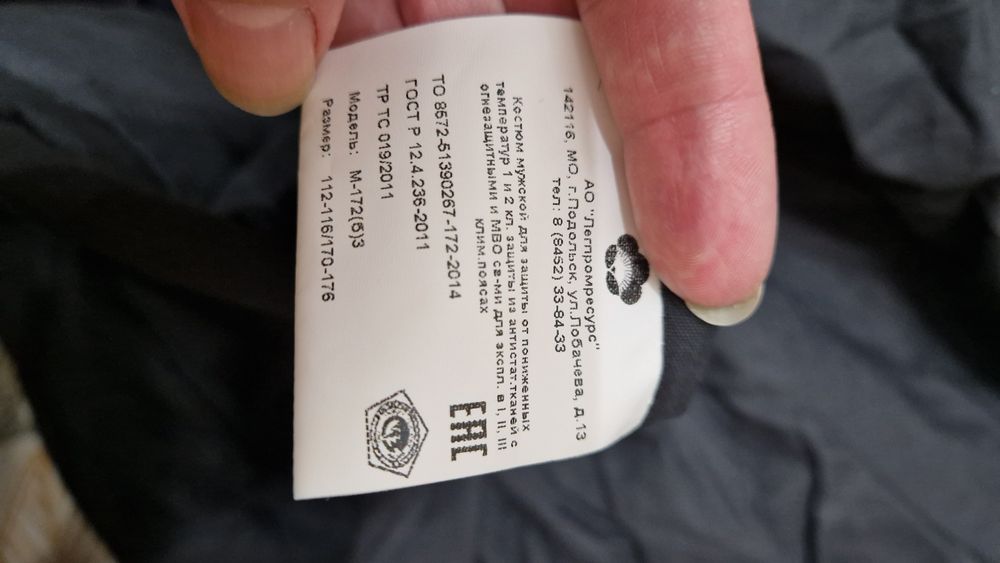 АО "Легпромресурс"
142115, МО, г.Подольск, ул.Лобачева, д.13
тел: 8 (8452) 33-84-33
Костюм мужской для защиты от пониженных
температур 1 и 2 кл. защиты из антистат.тканей с
огнезащитными и МВО св-ми для экспл. в I, II, III
клим.поясах
ТО 8572-51390267-172-2014
ГОСТ Р 12.4.236-2011
ТР ТС 019/2011
Модель: М-172(б)3
Размер: 112-116/170-176
ЕАС